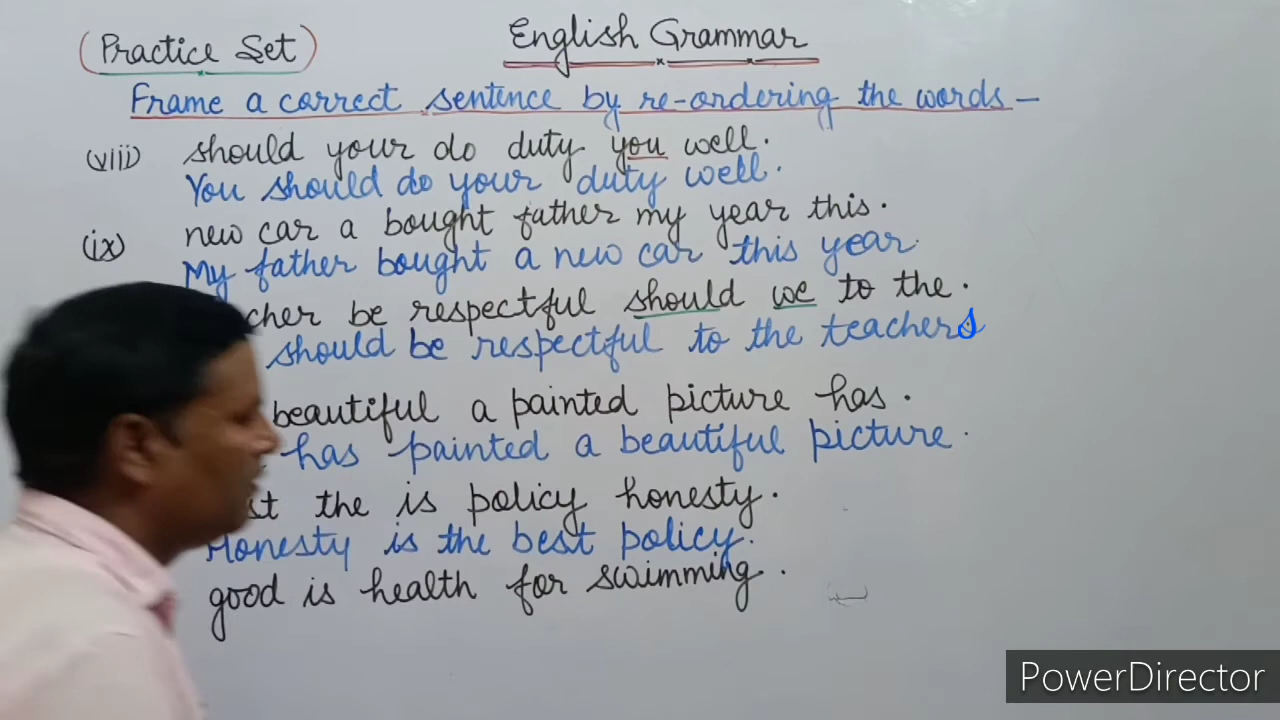 (Practice Set)
English Grammar
Frame a correct sentence by re-ordering the words -
(viii) should your do duty you well.
You should do your duty well.
(ix) new car a bought father my year this.
My father bought a new car this year.
be respectful should we to the.
should be respectful to the teachers
beautiful a painted picture has.
has painted a beautiful picture.
the is policy honesty.
Honesty is the best policy.
good is health for swimming.
PowerDirector